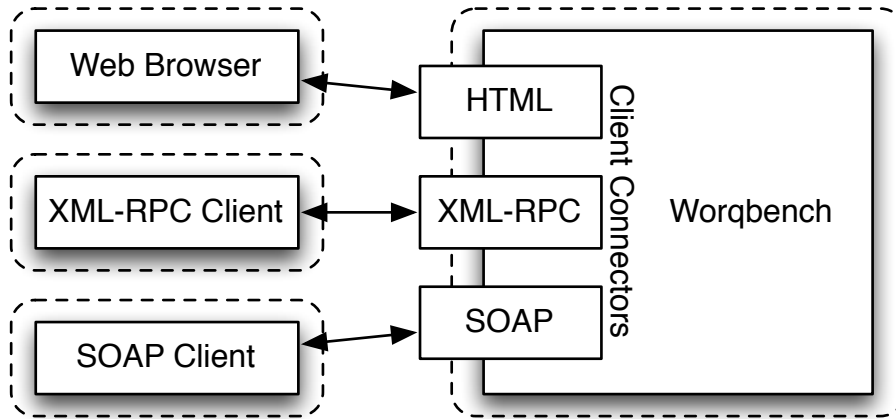 Web Browser
HTML
XML-RPC Client
XML-RPC
SOAP Client
SOAP
Client Connectors
Worqbench